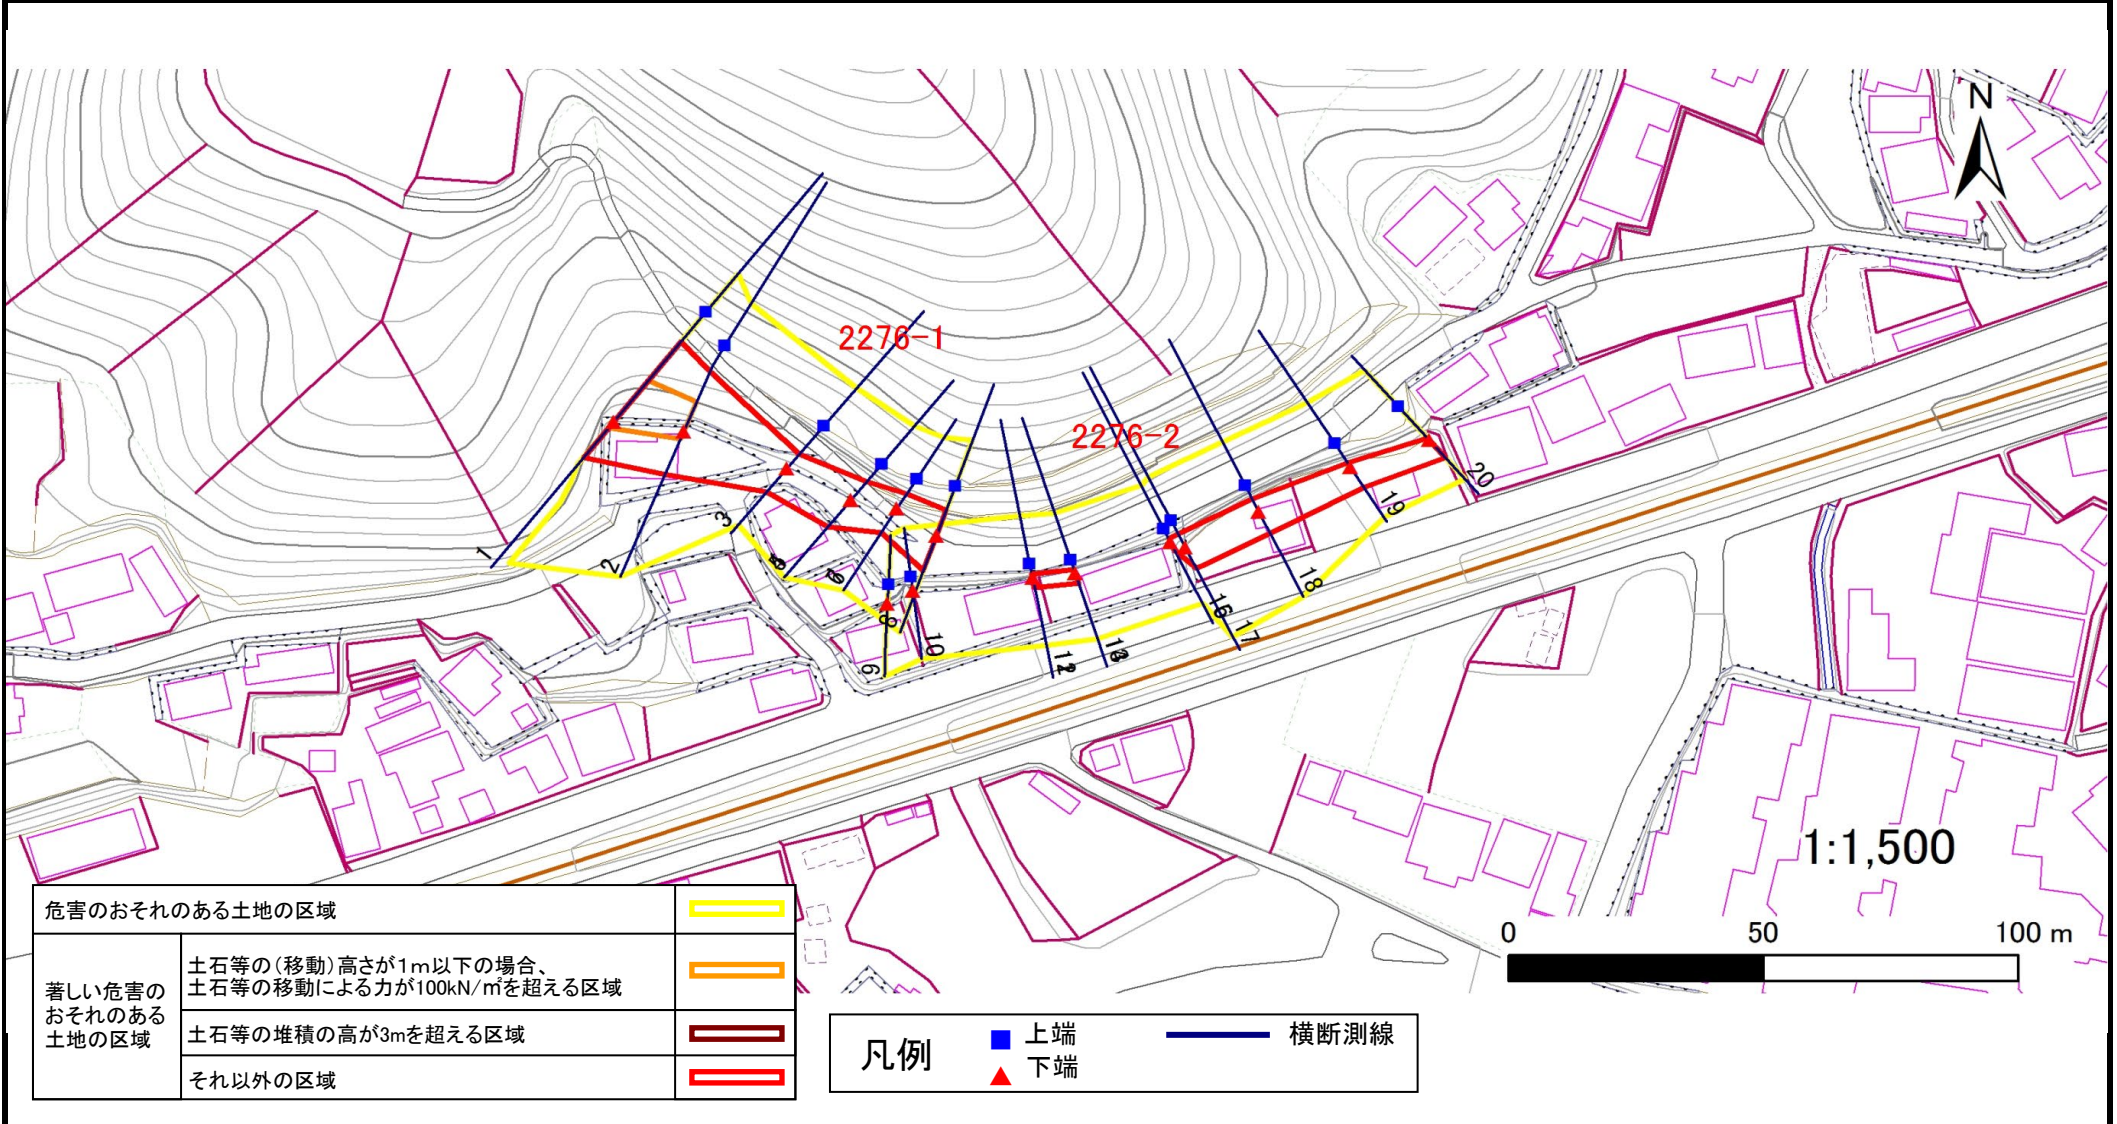 N
2276-1
2276-2
1
2
3
6
8
9
10
12
16
17
18
19
20
1:1,500
0 50 100 m
危害のおそれのある土地の区域
著しい危害の
おそれのある
土地の区域
土石等の(移動)高さが1m以下の場合、
土石等の移動による力が100kN/㎡を超える区域
土石等の堆積の高が3mを超える区域
それ以外の区域
凡例
上端
下端
横断測線